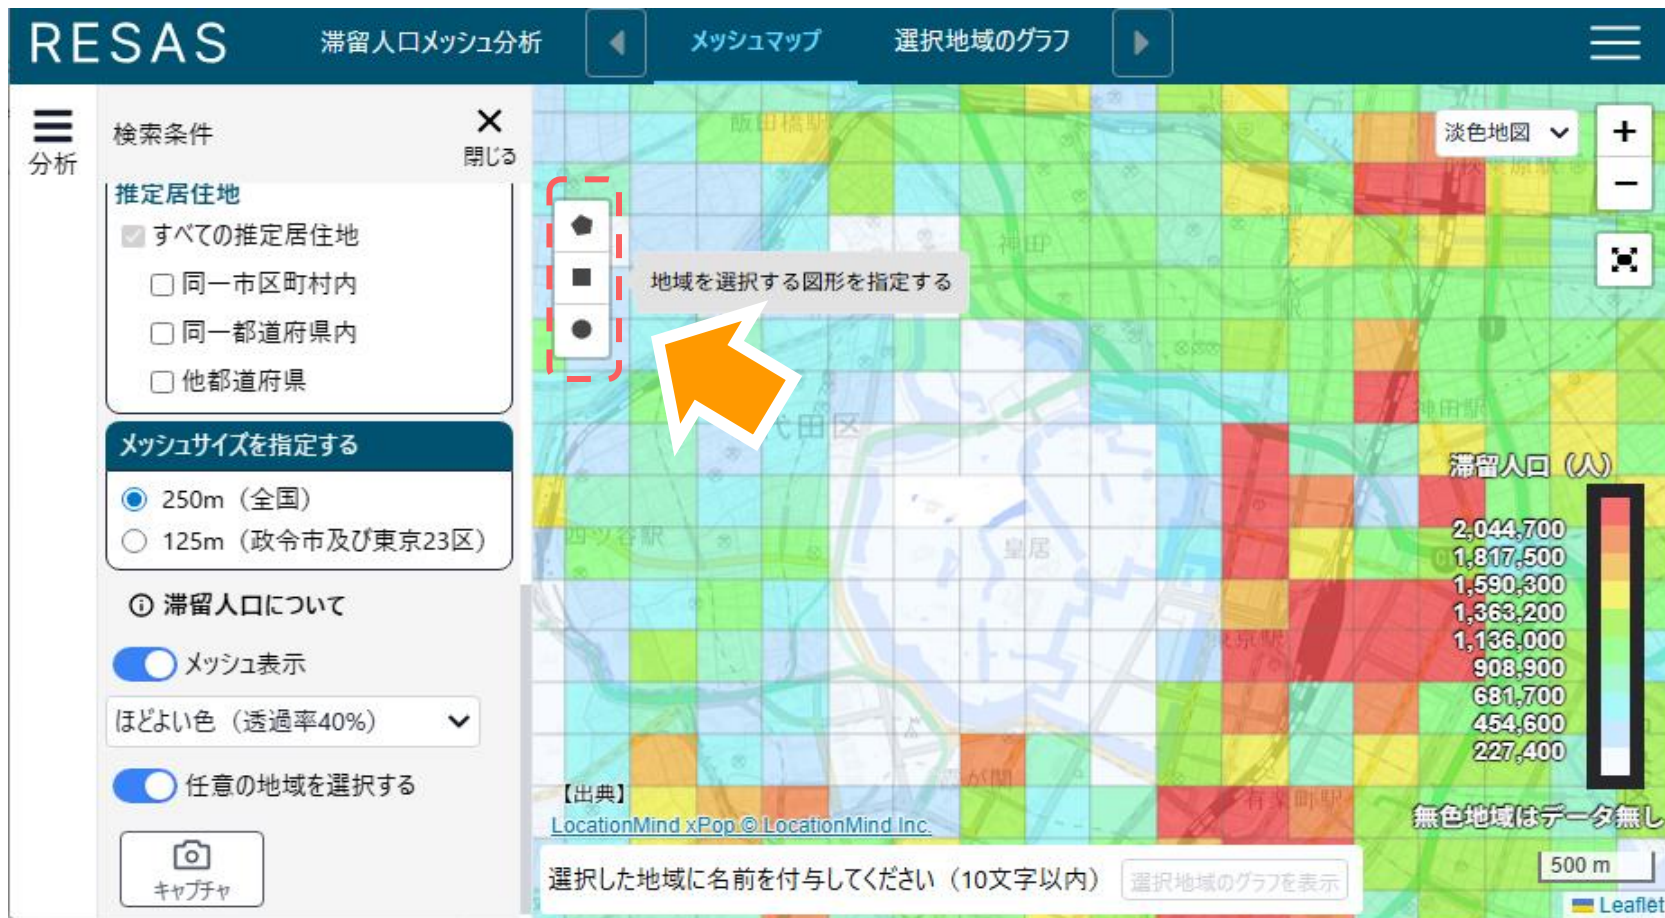 RESAS
滞留人口メッシュ分析
メッシュマップ
選択地域のグラフ
分析
検索条件
閉じる
推定居住地
すべての推定居住地
同一市区町村内
同一都道府県内
他都道府県
メッシュサイズを指定する
250m（全国）
125m（政令市及び東京23区）
滞留人口について
メッシュ表示
ほどよい色（透過率40%）
任意の地域を選択する
キャプチャ
淡色地図
+
−
地域を選択する図形を指定する
飯田橋駅
神田
代田区
神田駅
四ツ谷駅
皇居
東京駅
霞が関
有楽町駅
滞留人口（人）
2,044,700
1,817,500
1,590,300
1,363,200
1,136,000
908,900
681,700
454,600
227,400
無色地域はデータ無し
【出典】
LocationMind xPop © LocationMind Inc.
選択した地域に名前を付与してください（10文字以内）
選択地域のグラフを表示
500 m
Leaflet